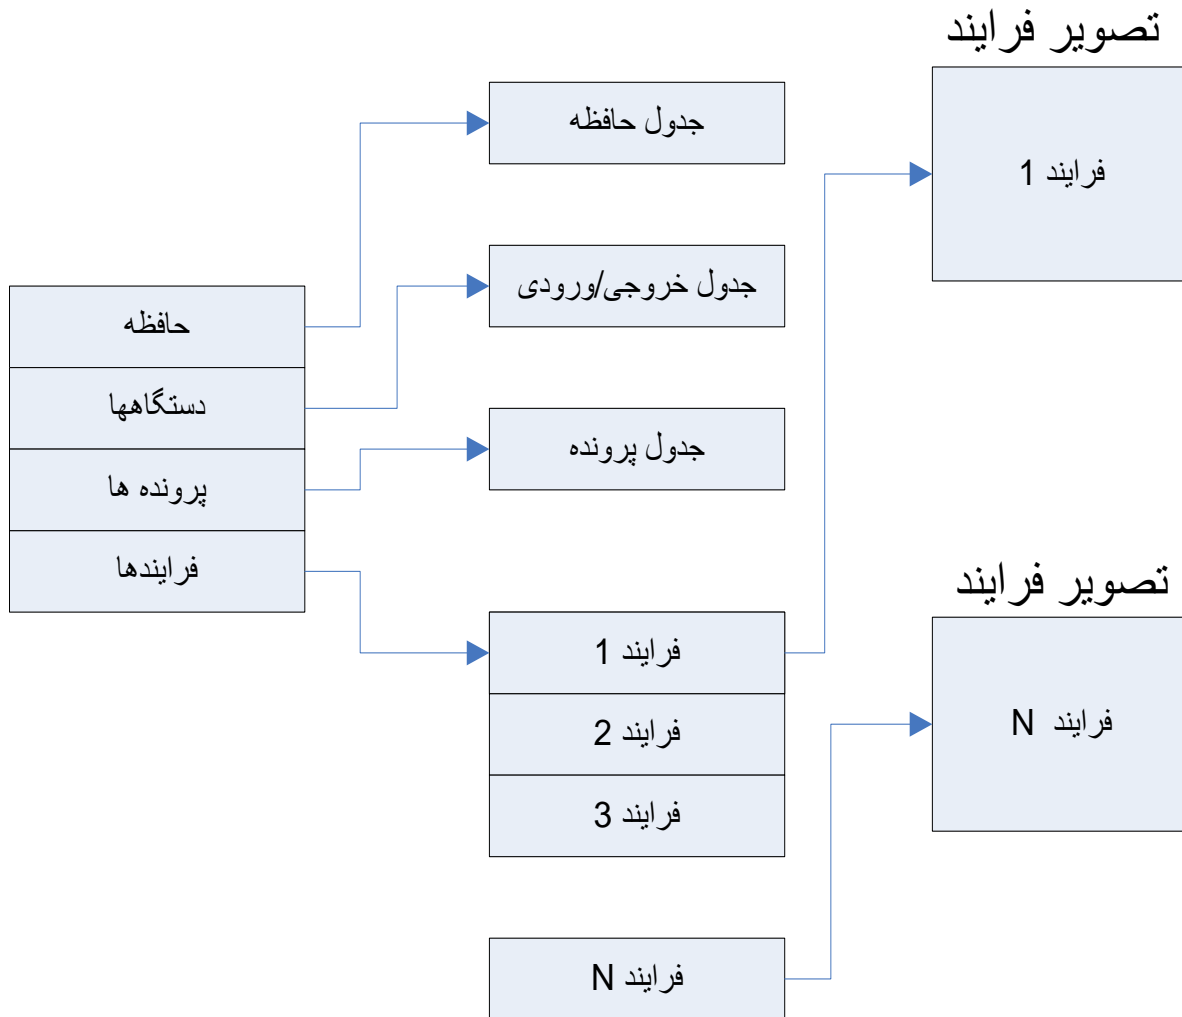 تصویر فرایند
فرایند 1
جدول حافظه
جدول خروجی/ورودی
جدول پرونده
حافظه
دستگاهها
پرونده ها
فرایندها
فرایند 1
فرایند 2
فرایند 3
فرایند N
تصویر فرایند
فرایند N